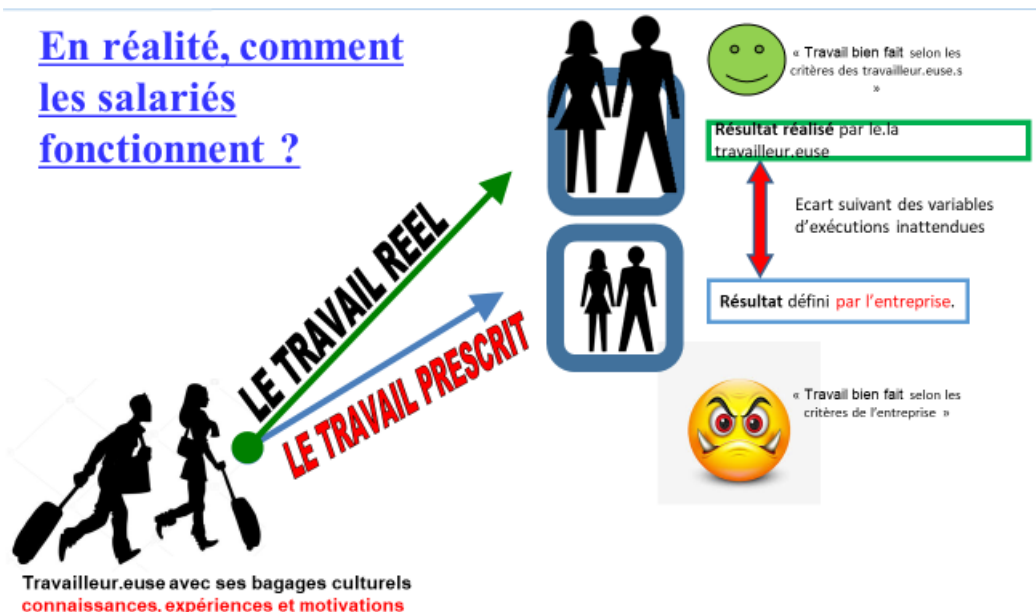 En réalité, comment
les salariés
fonctionnent ?
« Travail bien fait selon les
critères des travailleur.euse.s
»
Résultat réalisé par le.la
travailleur.euse
Ecart suivant des variables
d'exécutions inattendues
LE TRAVAIL REEL
Résultat défini par l'entreprise.
LE TRAVAIL PRESCRIT
« Travail bien fait selon les
critères de l'entreprise »
Travailleur.euse avec ses bagages culturels
connaissances, expériences et motivations